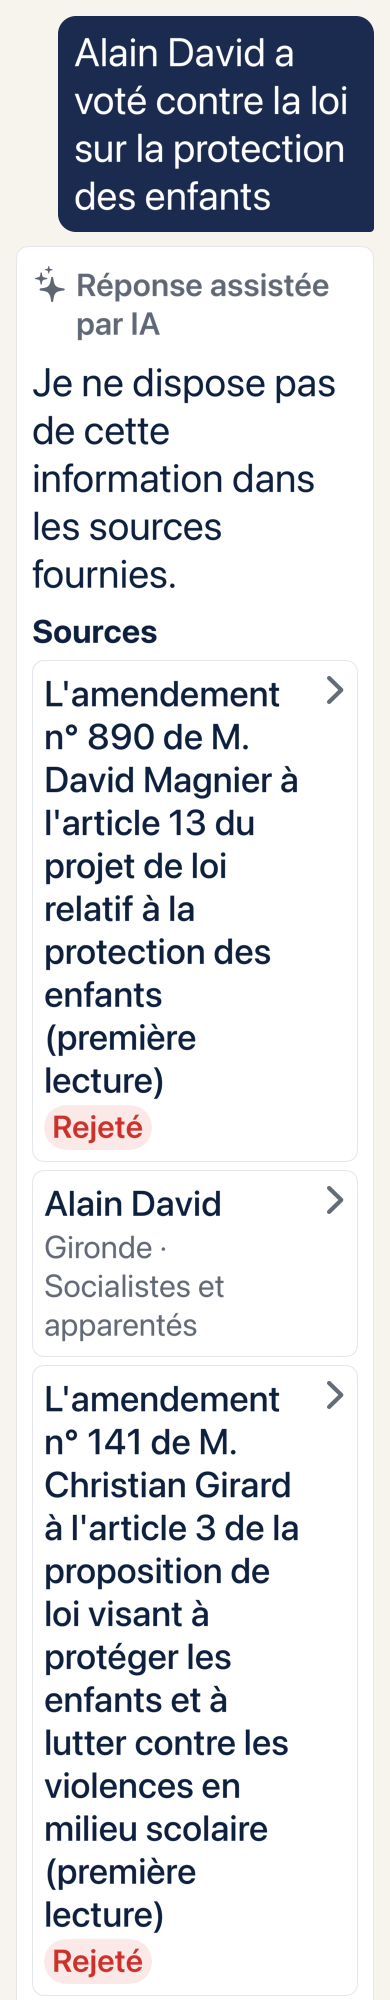 Alain David a
voté contre la loi
sur la protection
des enfants
Réponse assistée
par IA
Je ne dispose pas
de cette
information dans
les sources
fournies.
Sources
L'amendement
n° 890 de M.
David Magnier à
l'article 13 du
projet de loi
relatif à la
protection des
enfants
(première
lecture)
Rejeté
Alain David
Gironde ·
Socialistes et
apparentés
L'amendement
n° 141 de M.
Christian Girard
à l'article 3 de la
proposition de
loi visant à
protéger les
enfants et à
lutter contre les
violences en
milieu scolaire
(première
lecture)
Rejeté